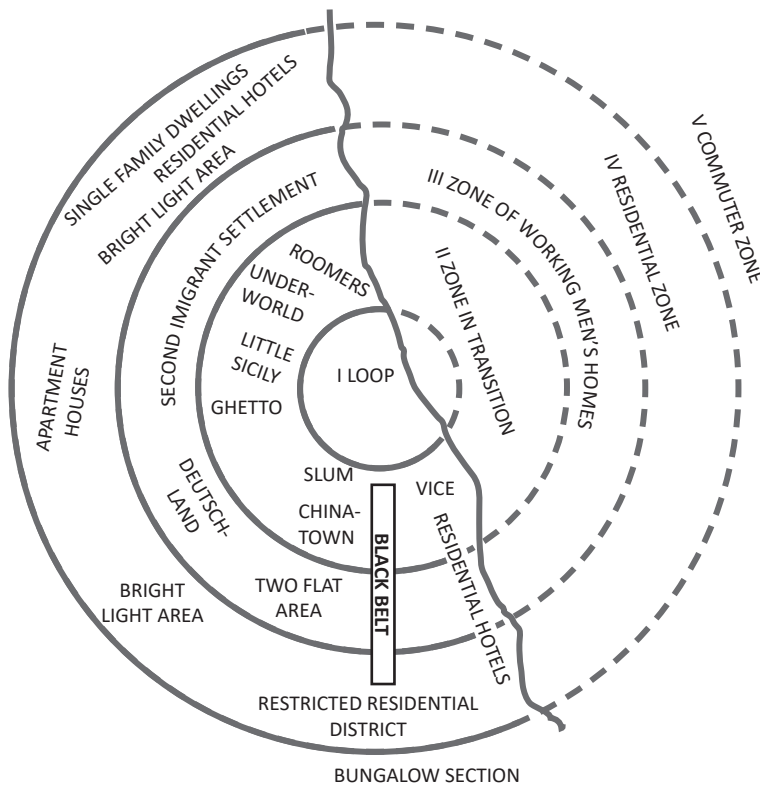 SINGLE FAMILY DWELLINGS
RESIDENTIAL HOTELS
BRIGHT LIGHT AREA
SECOND IMIGRANT SETTLEMENT
ROOMERS
UNDER-
WORLD
LITTLE
SICILY
GHETTO
I LOOP
II ZONE IN TRANSITION
III ZONE OF WORKING MEN'S HOMES
IV RESIDENTIAL ZONE
V COMMUTER ZONE
APARTMENT
HOUSES
DEUTSCH-
LAND
SLUM
CHINA-
TOWN
VICE
BLACK BELT
RESIDENTIAL HOTELS
TWO FLAT
AREA
BRIGHT
LIGHT AREA
RESTRICTED RESIDENTIAL
DISTRICT
BUNGALOW SECTION